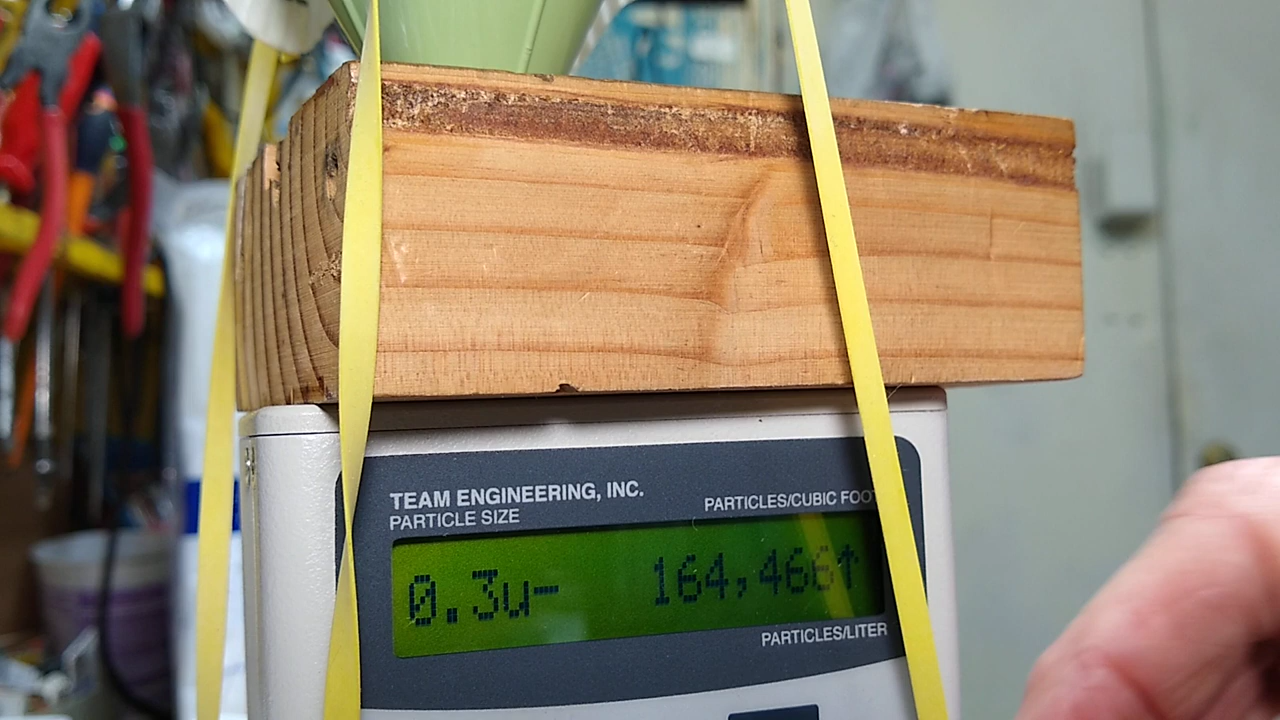 TEAM ENGINEERING, INC.
PARTICLE SIZE
PARTICLES/CUBIC FOOT
0.3u- 164,466↑
PARTICLES/LITER